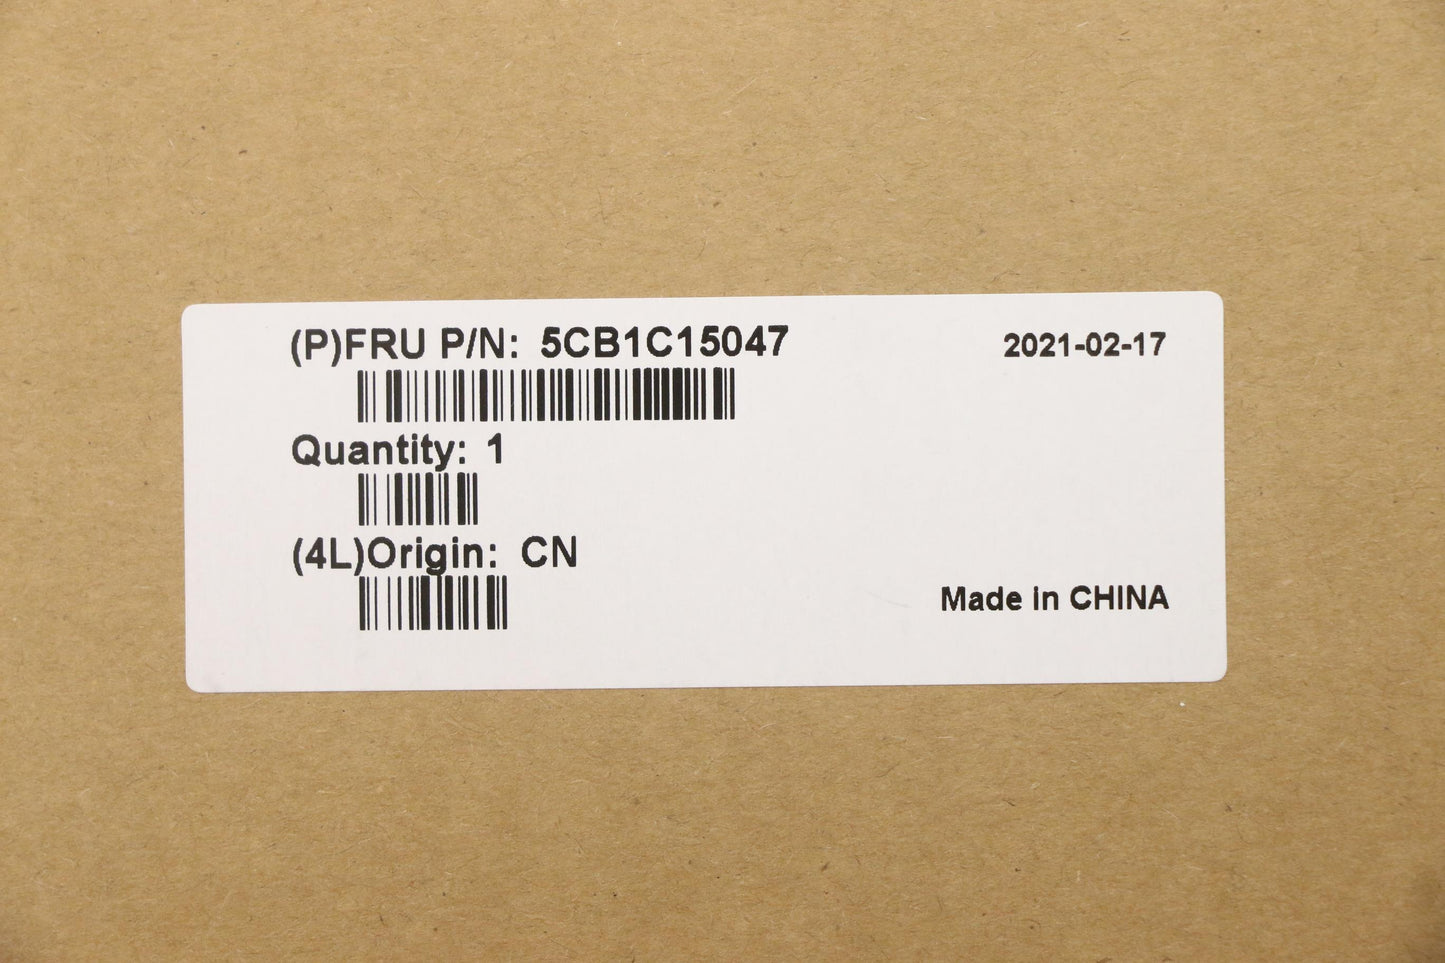 (P)FRU P/N: 5CB1C15047
2021-02-17
Quantity: 1
(4L)Origin: CN
Made in CHINA